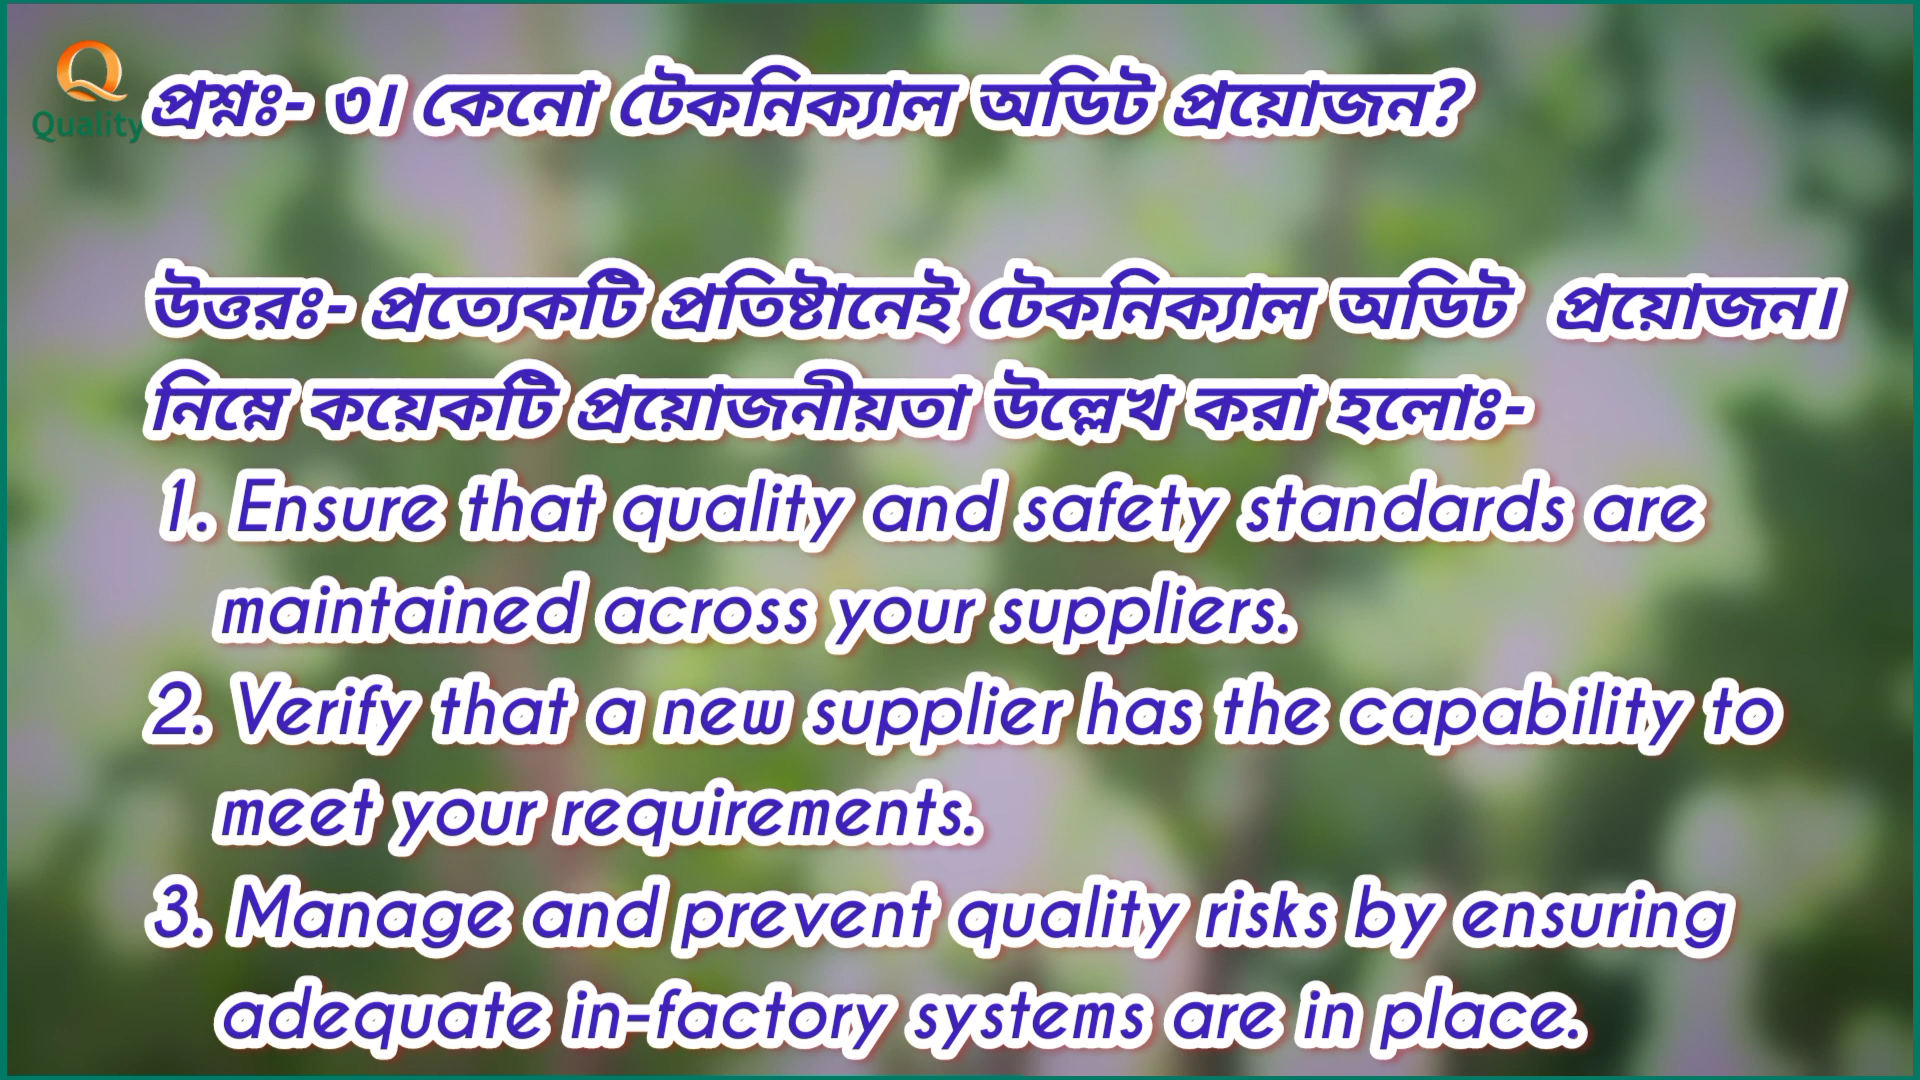 Q
Quality
প্রশ্নঃ- ৩। কেনো টেকনিক্যাল অডিট প্রয়োজন?
উত্তরঃ- প্রত্যেকটি প্রতিষ্টানেই টেকনিক্যাল অডিট প্রয়োজন।
নিম্নে কয়েকটি প্রয়োজনীয়তা উল্লেখ করা হলোঃ-
1. Ensure that quality and safety standards are
maintained across your suppliers.
2. Verify that a new supplier has the capability to
meet your requirements.
3. Manage and prevent quality risks by ensuring
adequate in-factory systems are in place.